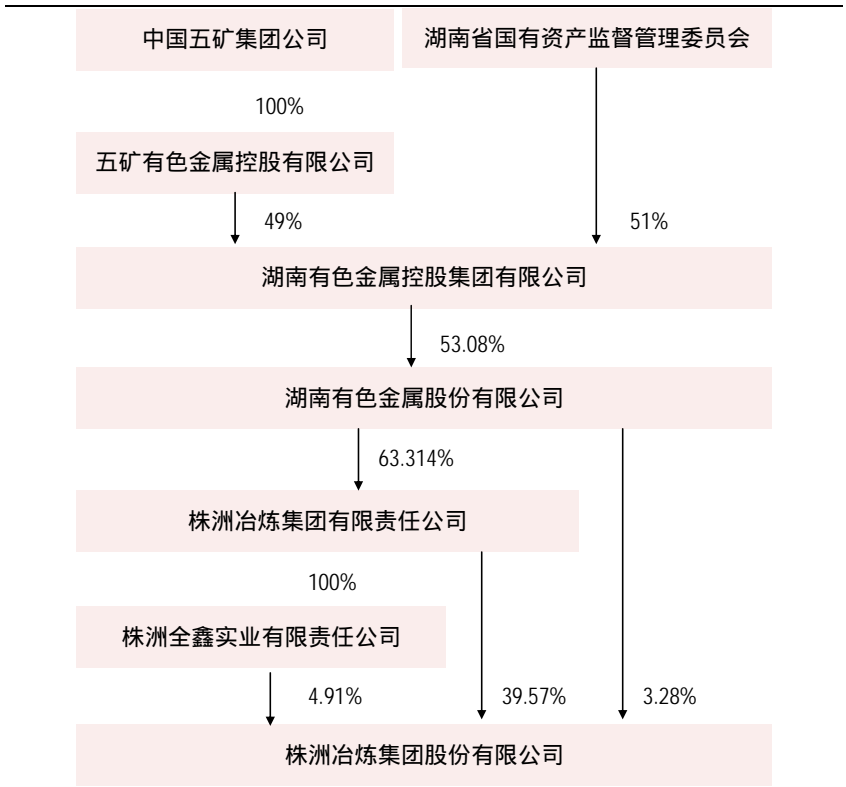 中国五矿集团公司
湖南省国有资产监督管理委员会
100%
五矿有色金属控股有限公司
49%
51%
湖南有色金属控股集团有限公司
53.08%
湖南有色金属股份有限公司
63.314%
株洲冶炼集团有限责任公司
100%
株洲全鑫实业有限责任公司
4.91%
39.57%
3.28%
株洲冶炼集团股份有限公司